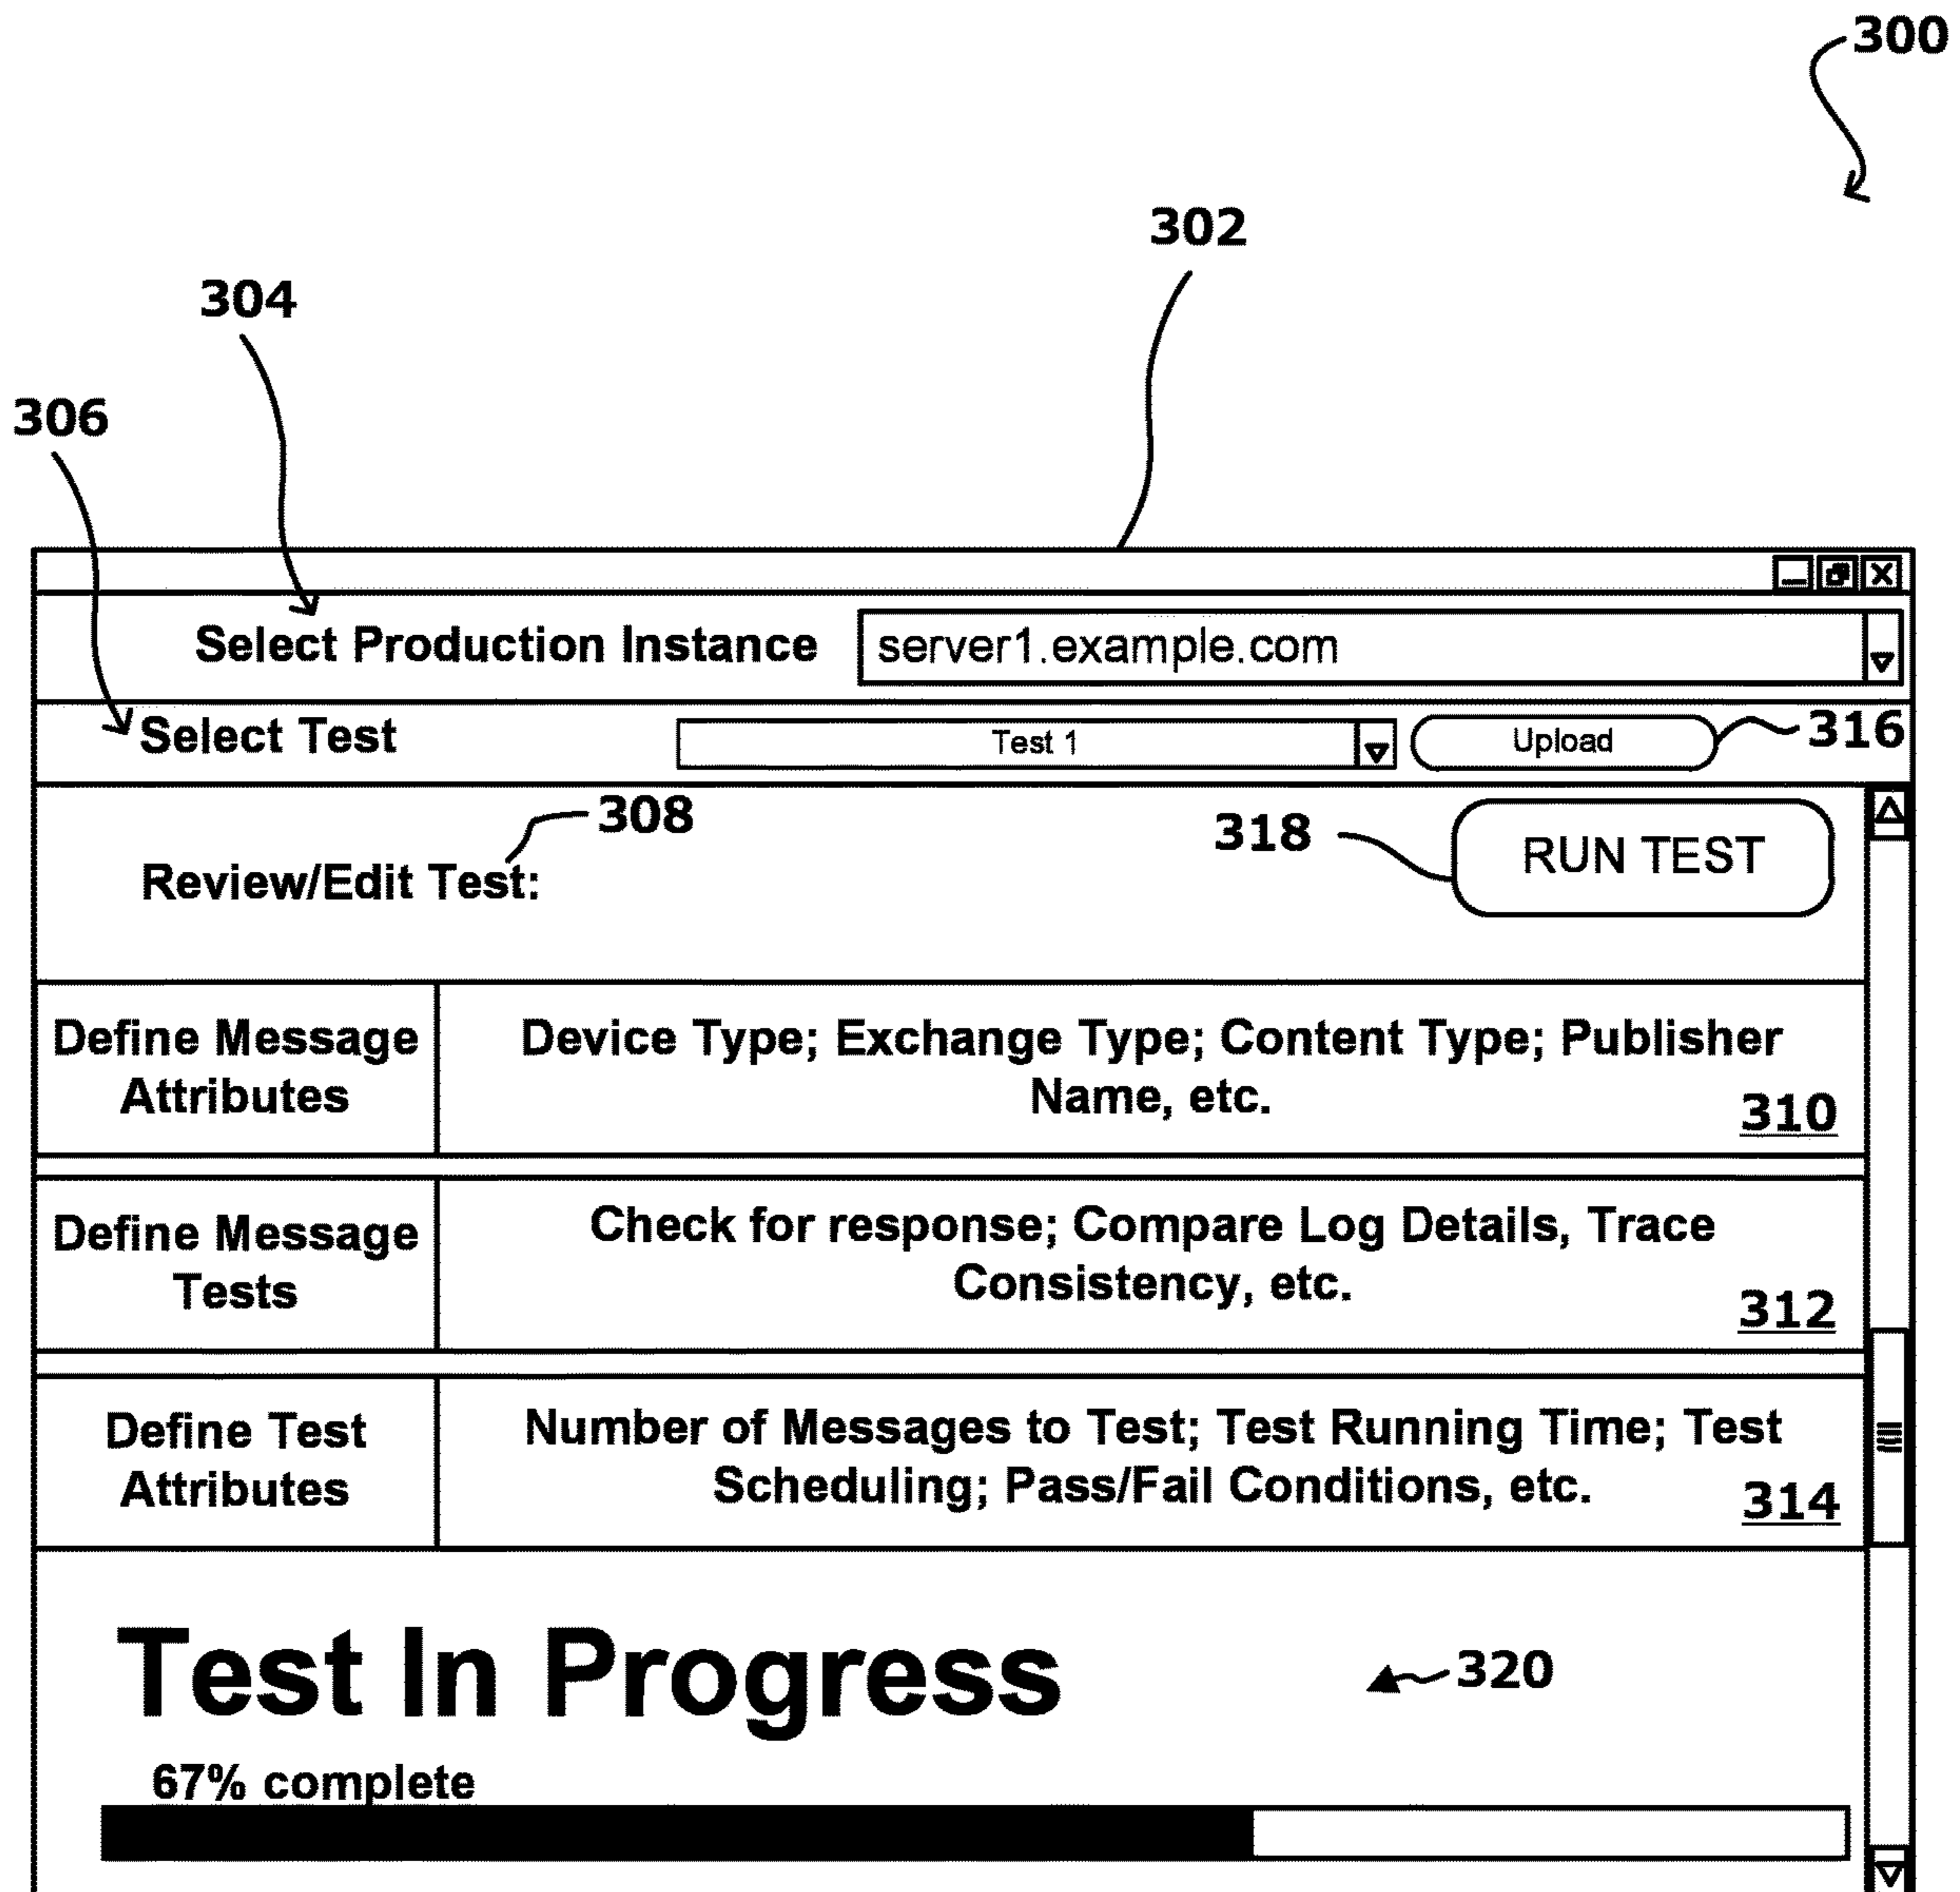 300
302
304
306
Select Production Instance server1.example.com
Select Test Test 1 Upload 316
308
318 RUN TEST
Review/Edit Test:
Define Message
Attributes
Device Type; Exchange Type; Content Type; Publisher
Name, etc.
310
Define Message
Tests
Check for response; Compare Log Details, Trace
Consistency, etc.
312
Define Test
Attributes
Number of Messages to Test; Test Running Time; Test
Scheduling; Pass/Fail Conditions, etc.
314
Test In Progress
320
67% complete